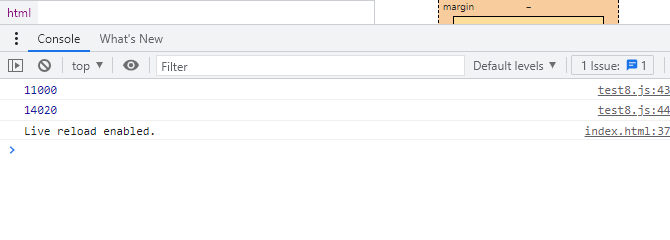 html
margin
–
Console What's New
top ▼ Filter Default levels ▼ 1 Issue: 1
11000 test8.js:43
14020 test8.js:44
Live reload enabled. index.html:37
>